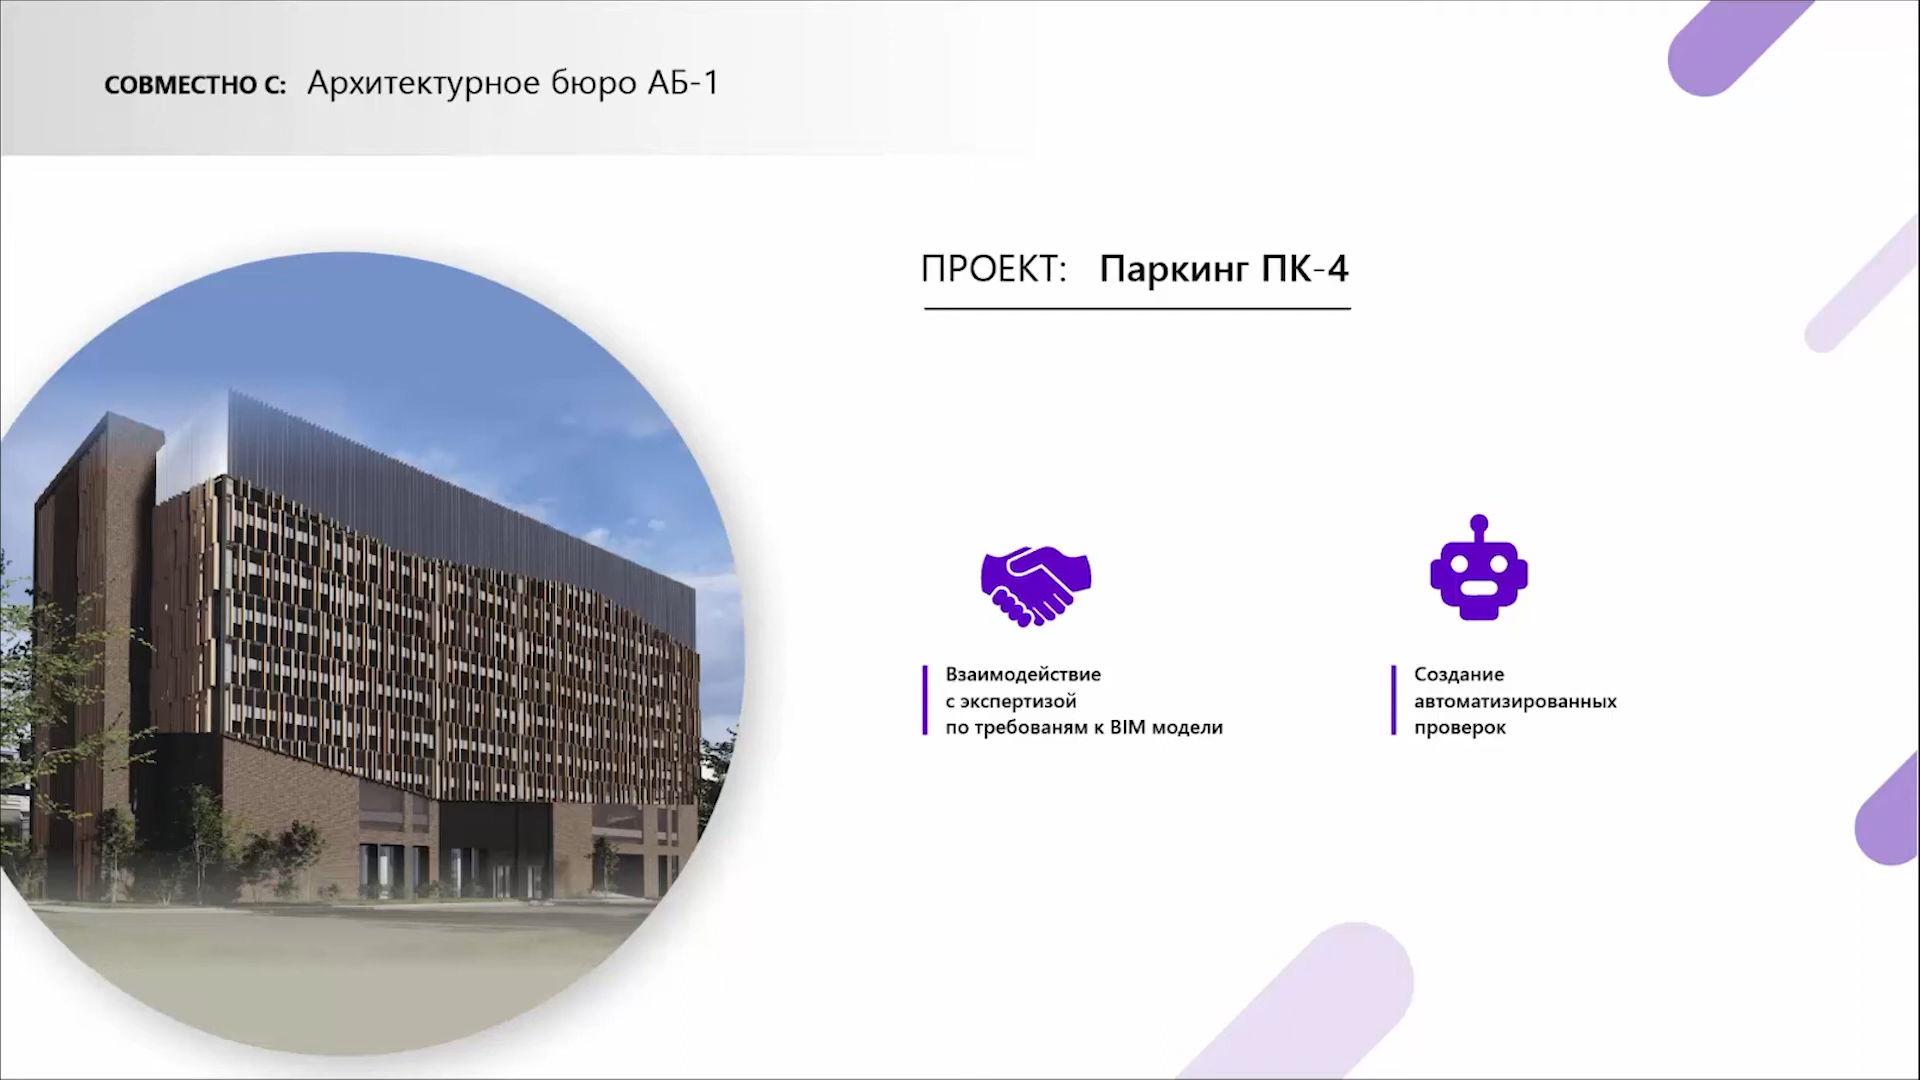 СОВМЕСТНО С: Архитектурное бюро АБ-1
ПРОЕКТ: Паркинг ПК-4
Взаимодействие
с экспертизой
по требованям к BIM модели
Создание
автоматизированных
проверок